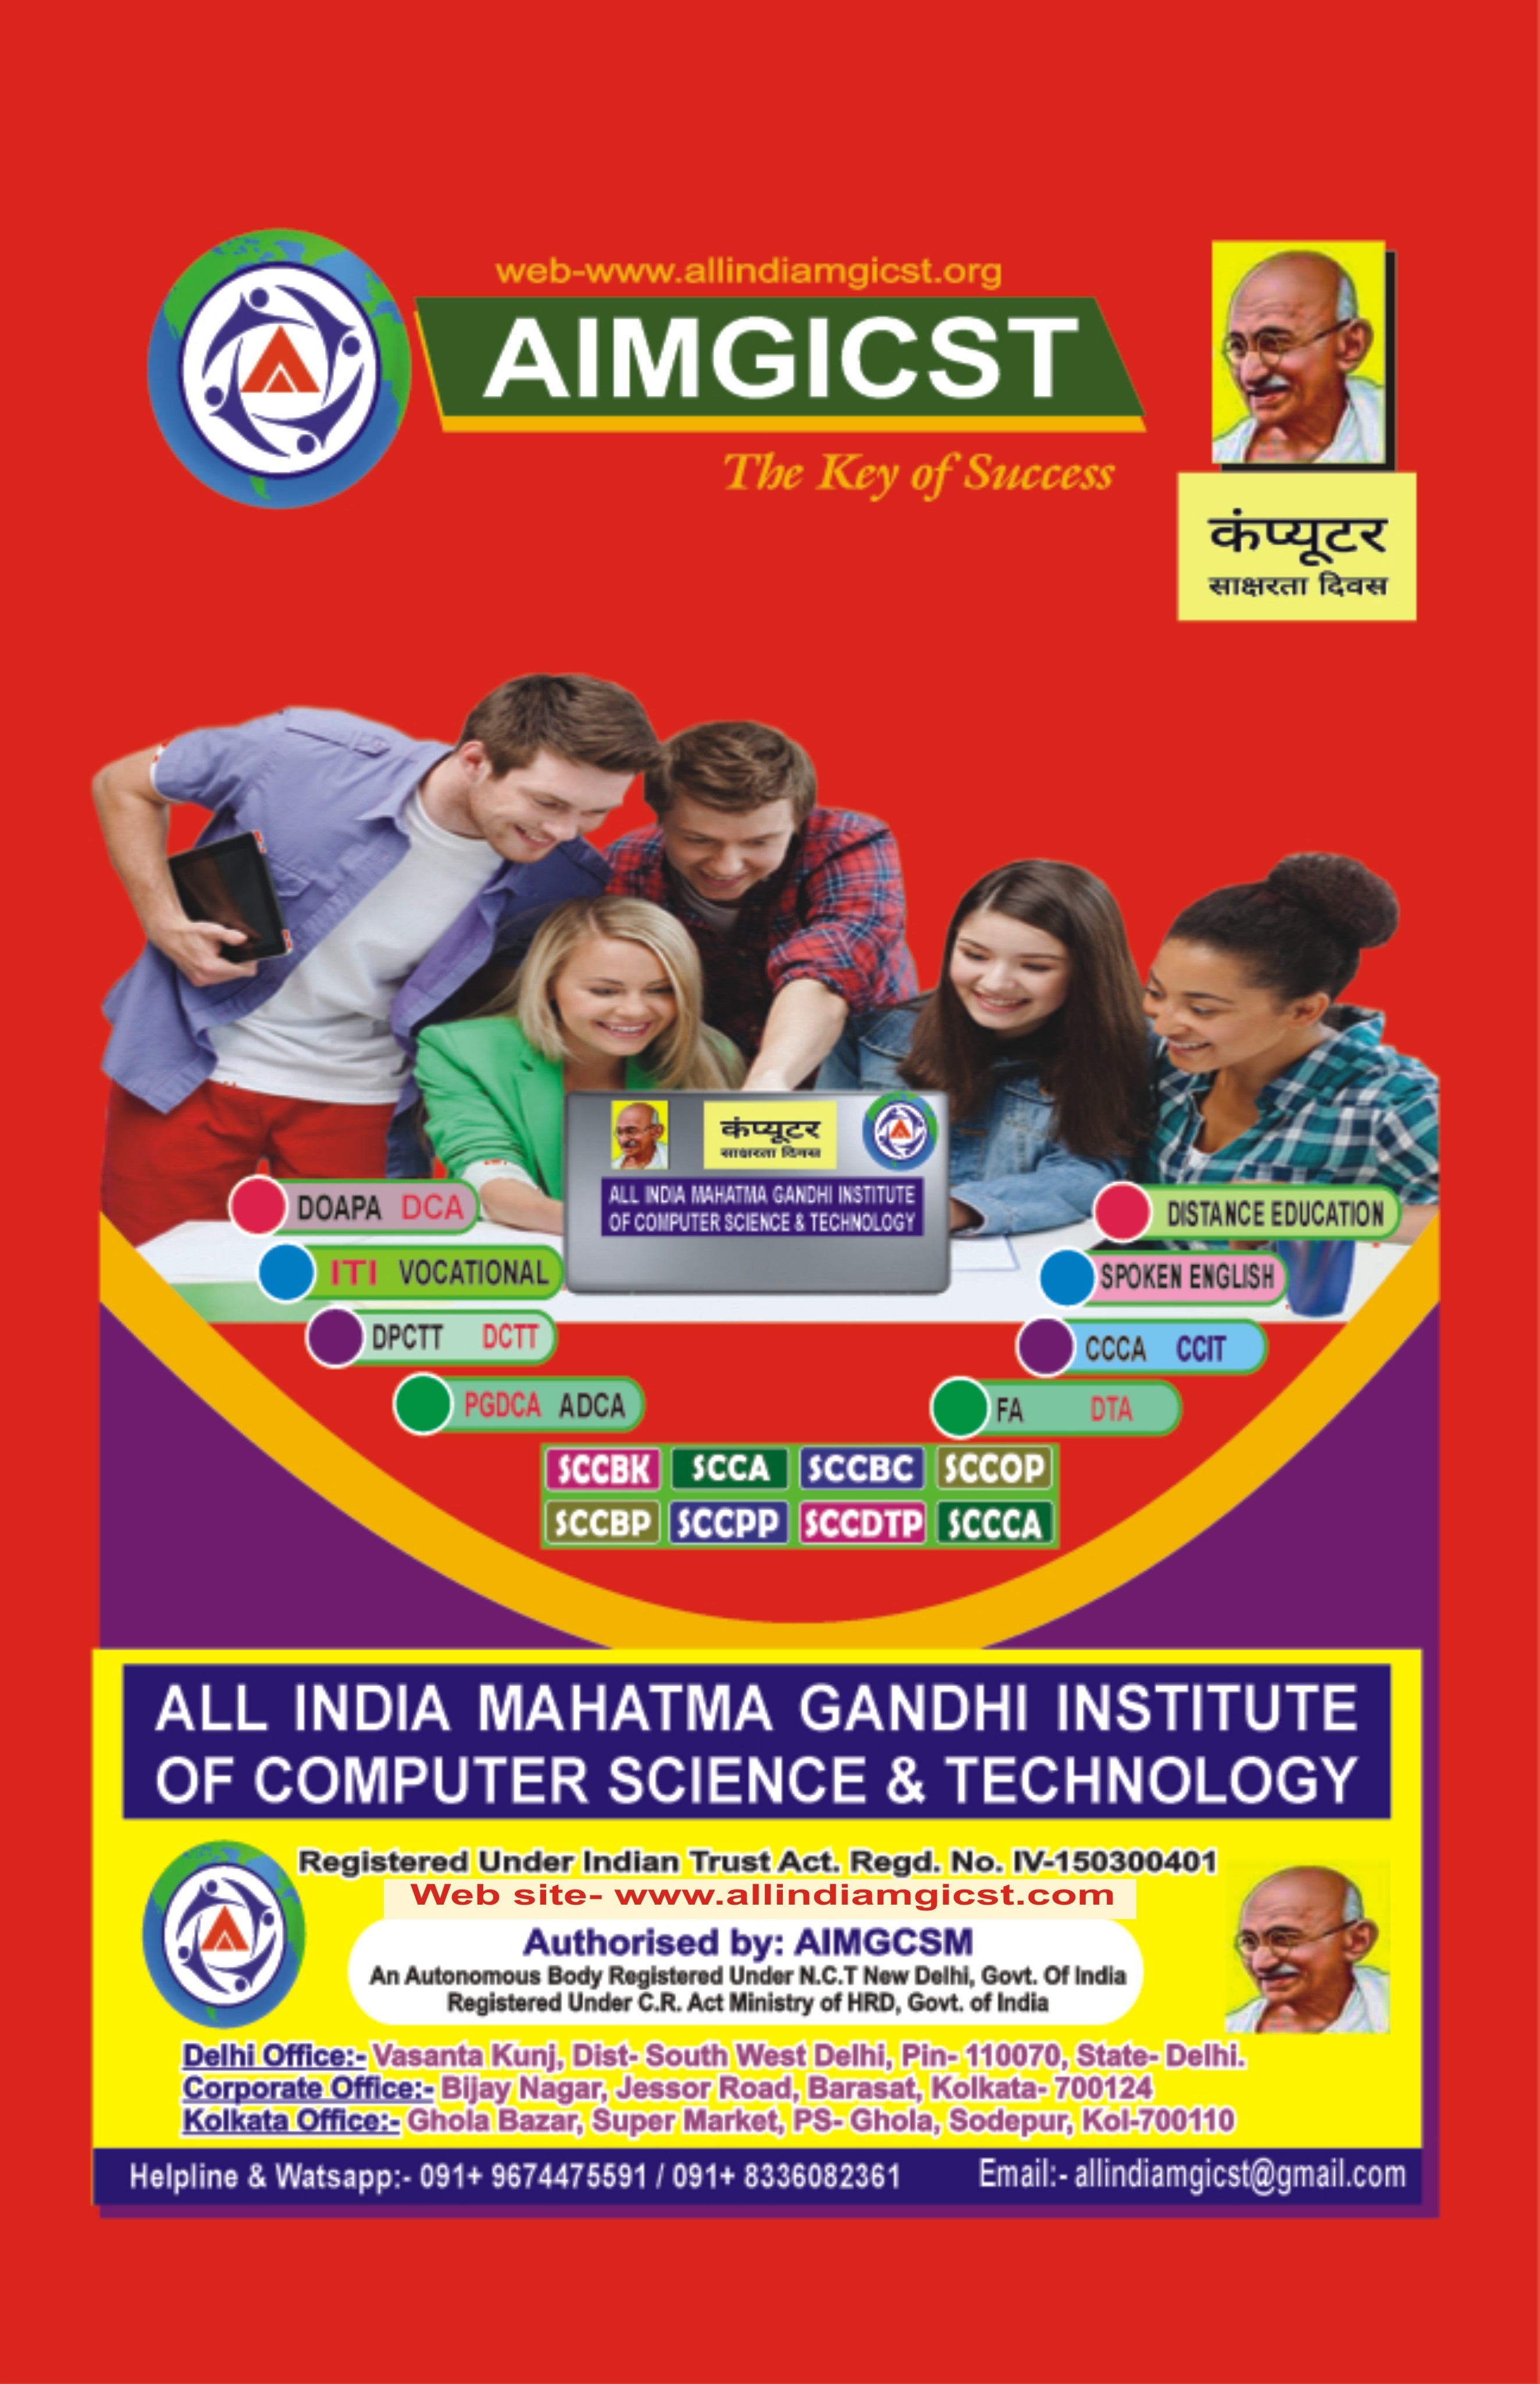 web-www.allindiamgicst.org
AIMGICST
The Key of Success
कंप्यूटर
साक्षरता दिवस
कंप्यूटर
साक्षरता दिवस
ALL INDIA MAHATMA GANDHI INSTITUTE
OF COMPUTER SCIENCE & TECHNOLOGY
DOAPA DCA
ITI VOCATIONAL
DPCTT DCTT
PGDCA ADCA
DISTANCE EDUCATION
SPOKEN ENGLISH
CCCA CCIT
FA DTA
SCCBK SCCA SCCBC SCCOP
SCCBP SCCPP SCCDTP SCCCA
ALL INDIA MAHATMA GANDHI INSTITUTE
OF COMPUTER SCIENCE & TECHNOLOGY
Registered Under Indian Trust Act. Regd. No. IV-150300401
Web site- www.allindiamgicst.com
Authorised by: AIMGCSM
An Autonomous Body Registered Under N.C.T New Delhi, Govt. Of India
Registered Under C.R. Act Ministry of HRD, Govt. of India
Delhi Office:- Vasanta Kunj, Dist- South West Delhi, Pin- 110070, State- Delhi.
Corporate Office:- Bijay Nagar, Jessor Road, Barasat, Kolkata- 700124
Kolkata Office:- Ghola Bazar, Super Market, PS- Ghola, Sodepur, Kol-700110
Helpline & Watsapp:- 091+ 9674475591 / 091+ 8336082361 Email:- allindiamgicst@gmail.com